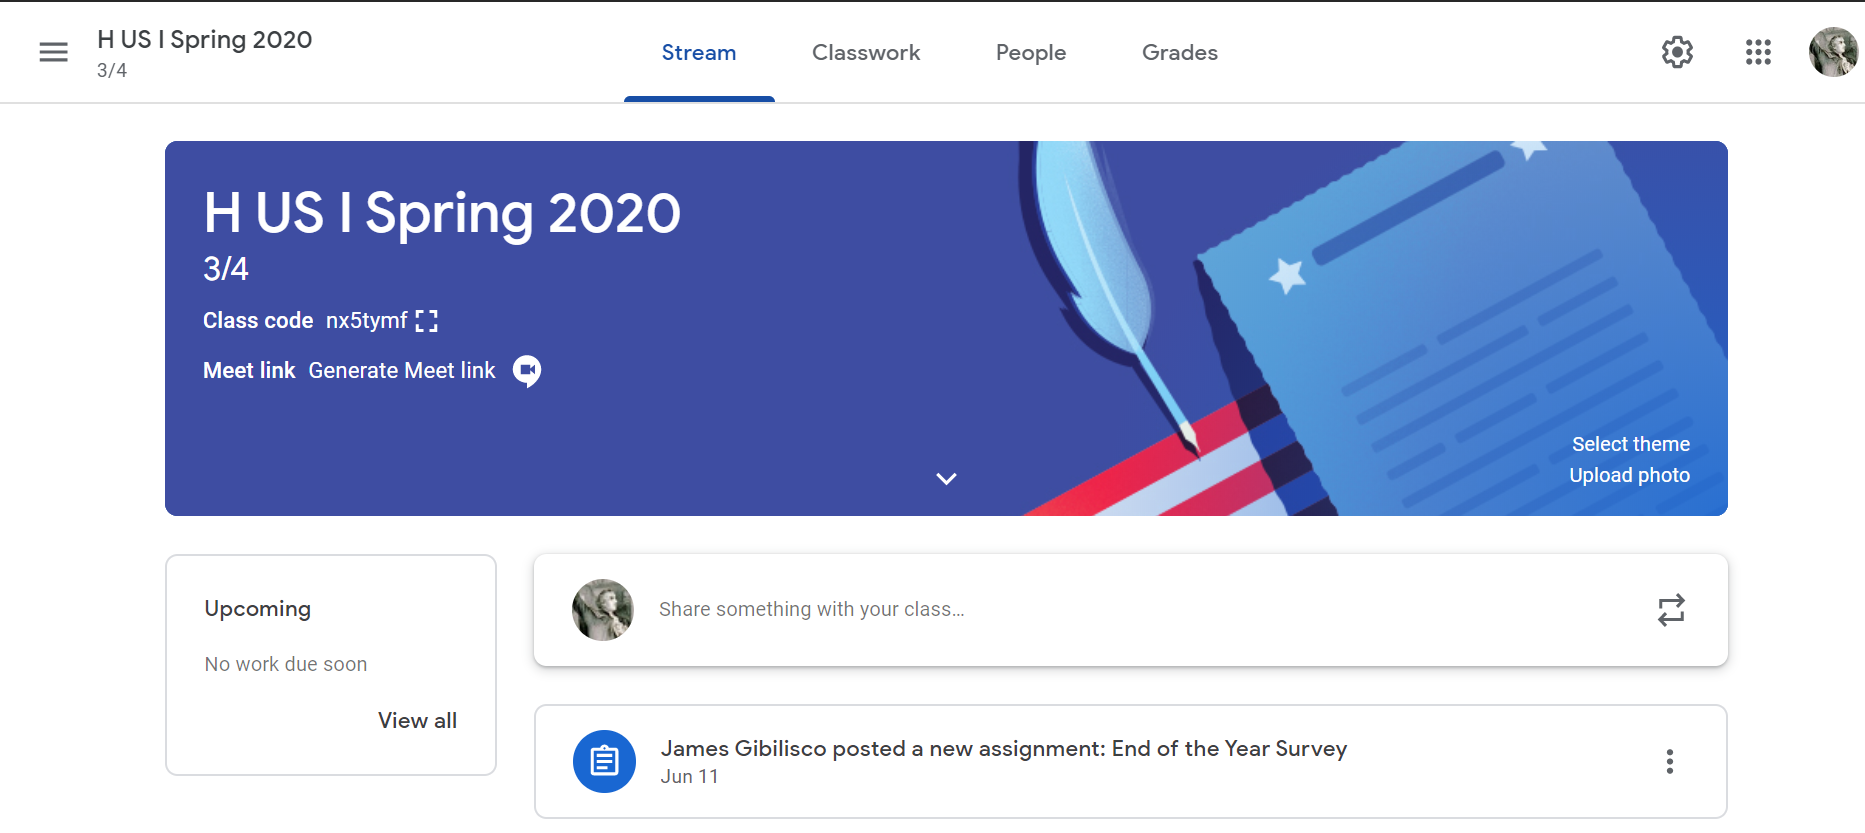 H US I Spring 2020
3/4
Stream
Classwork
People
Grades
H US I Spring 2020
3/4
Class code nx5tymf
Meet link Generate Meet link
Select theme
Upload photo
Upcoming
No work due soon
View all
Share something with your class…
James Gibilisco posted a new assignment: End of the Year Survey
Jun 11